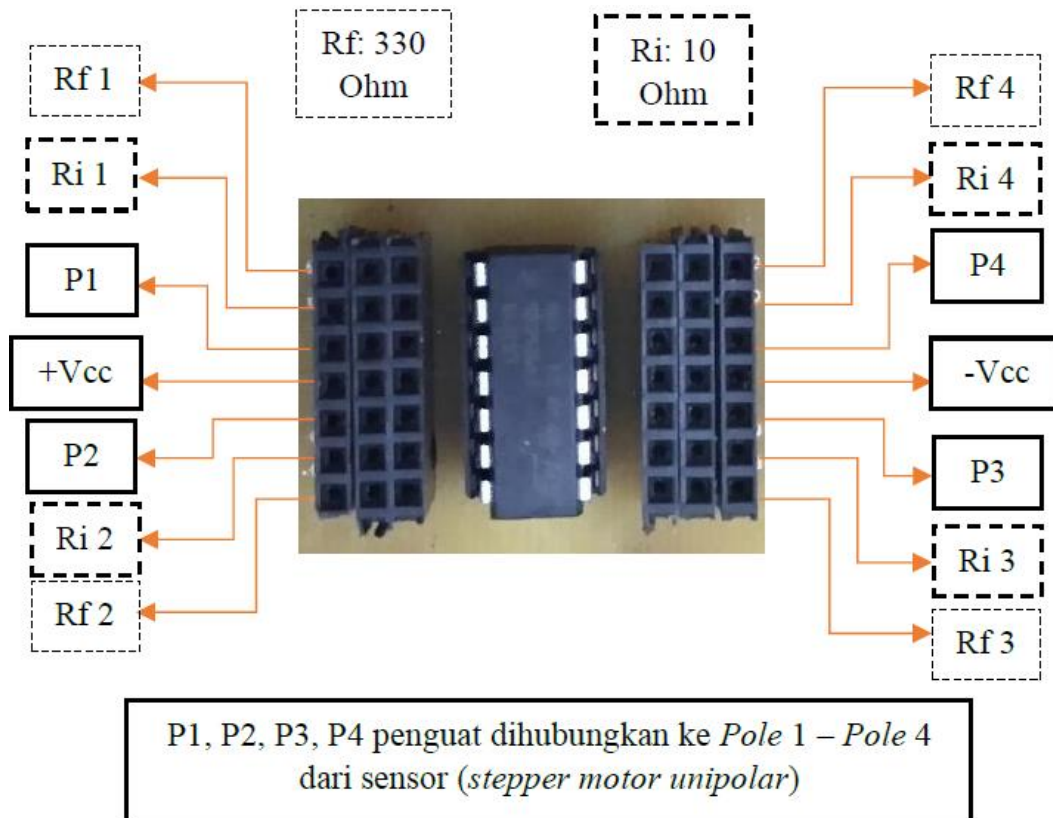 Rf: 330
Ohm
Ri: 10
Ohm
Rf 1
Ri 1
P1
+Vcc
P2
Ri 2
Rf 2
Rf 4
Ri 4
P4
-Vcc
P3
Ri 3
Rf 3
P1, P2, P3, P4 penguat dihubungkan ke Pole 1 – Pole 4
dari sensor (stepper motor unipolar)